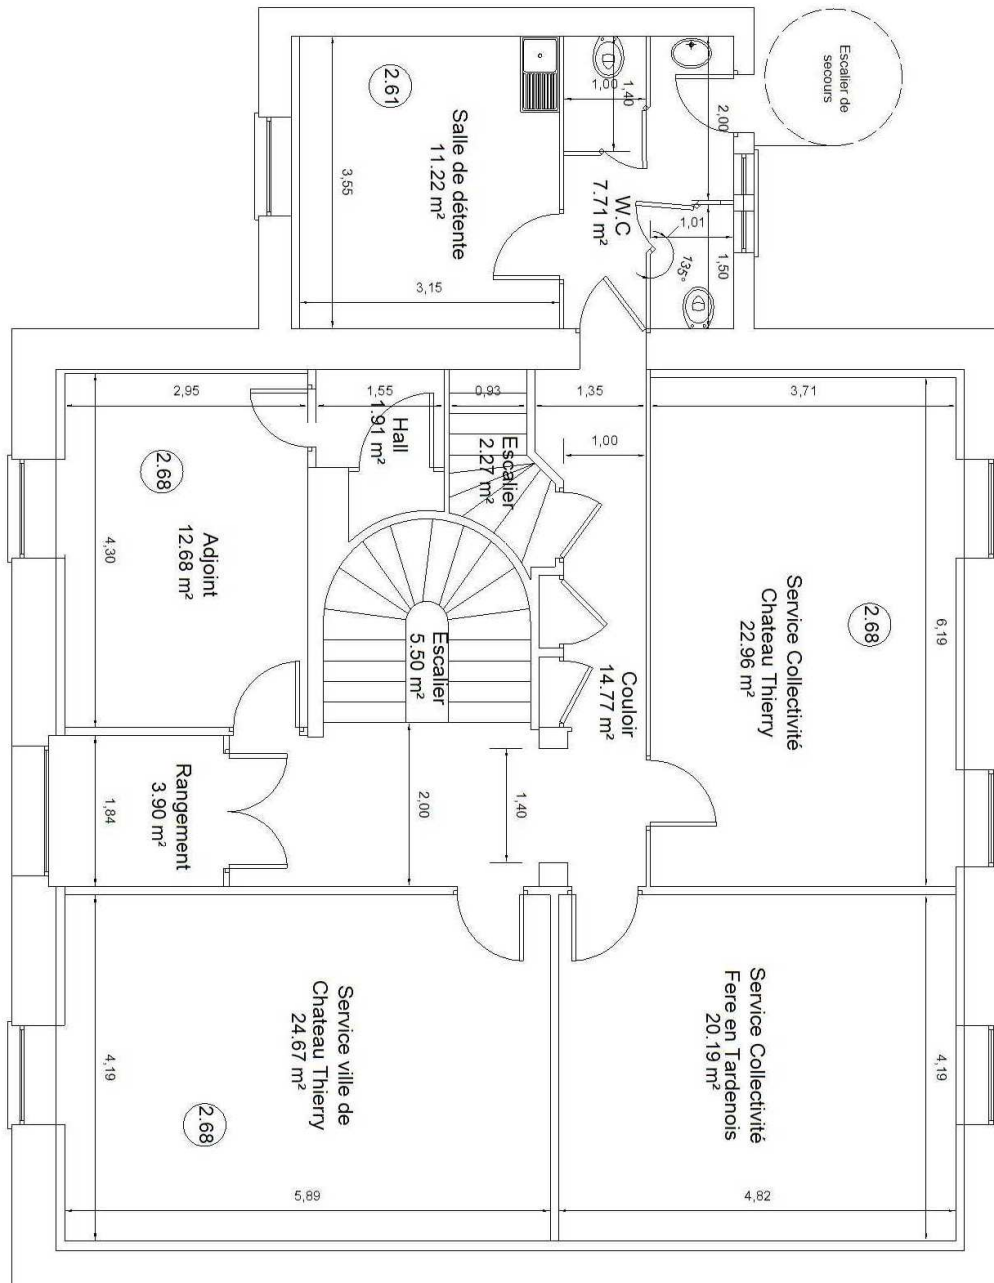 Escalier de
secours
2.61
Salle de détente
11.22 m²
3,55
3,15
1,00
1,40
2,00
W.C
7.71 m²
1,01
1,50
135°
2,95
1,55
0,93
1,35
3,71
1,00
Hall
1.91 m²
Escalier
2.27 m²
2.68
Adjoint
12.68 m²
4,30
Escalier
5.50 m²
Service Collectivité
Chateau Thierry
22.96 m²
2.68
6,19
Couloir
14.77 m²
Rangement
3.90 m²
1,84
2,00
1,40
Service ville de
Chateau Thierry
24.67 m²
2.68
4,19
5,89
Service Collectivité
Fere en Tardenois
20.19 m²
4,19
4,82